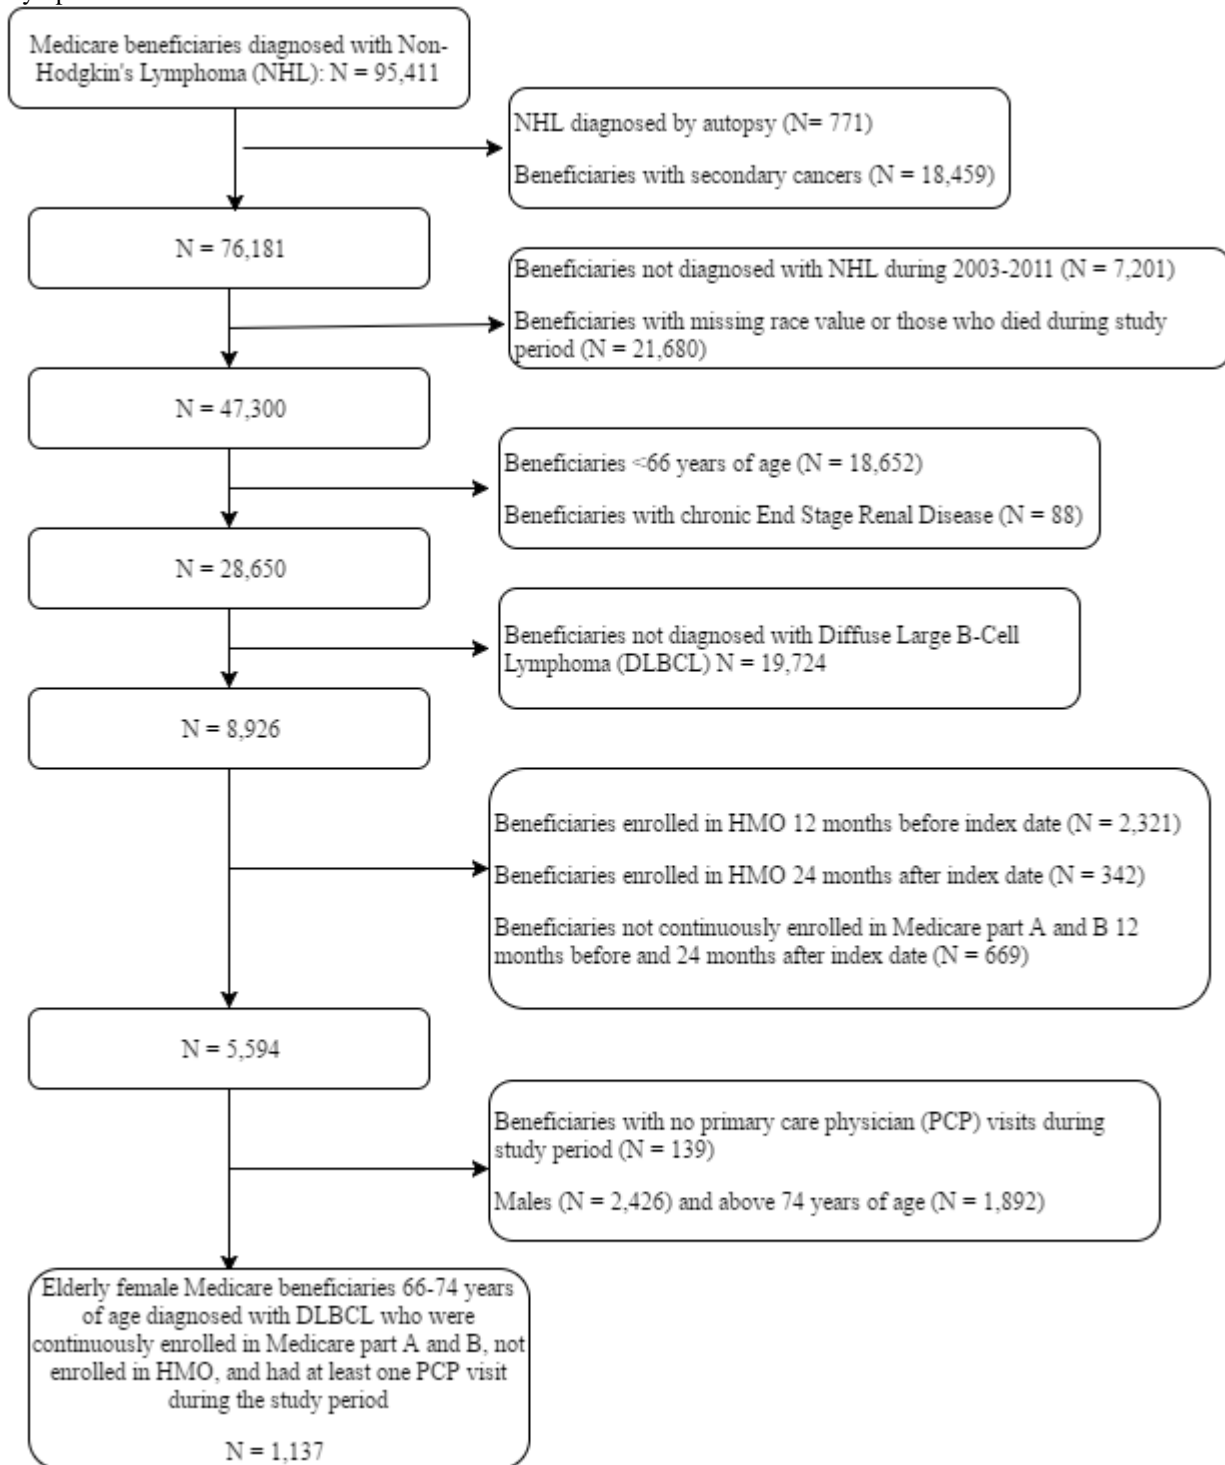 Medicare beneficiaries diagnosed with Non-
Hodgkin's Lymphoma (NHL): N = 95,411
NHL diagnosed by autopsy (N= 771)
Beneficiaries with secondary cancers (N = 18,459)
N = 76,181
Beneficiaries not diagnosed with NHL during 2003-2011 (N = 7,201)
Beneficiaries with missing race value or those who died during study
period (N = 21,680)
N = 47,300
Beneficiaries <66 years of age (N = 18,652)
Beneficiaries with chronic End Stage Renal Disease (N = 88)
N = 28,650
Beneficiaries not diagnosed with Diffuse Large B-Cell
Lymphoma (DLBCL) N = 19,724
N = 8,926
Beneficiaries enrolled in HMO 12 months before index date (N = 2,321)
Beneficiaries enrolled in HMO 24 months after index date (N = 342)
Beneficiaries not continuously enrolled in Medicare part A and B 12
months before and 24 months after index date (N = 669)
N = 5,594
Beneficiaries with no primary care physician (PCP) visits during
study period (N = 139)
Males (N = 2,426) and above 74 years of age (N = 1,892)
Elderly female Medicare beneficiaries 66-74 years
of age diagnosed with DLBCL who were
continuously enrolled in Medicare part A and B, not
enrolled in HMO, and had at least one PCP visit
during the study period
N = 1,137